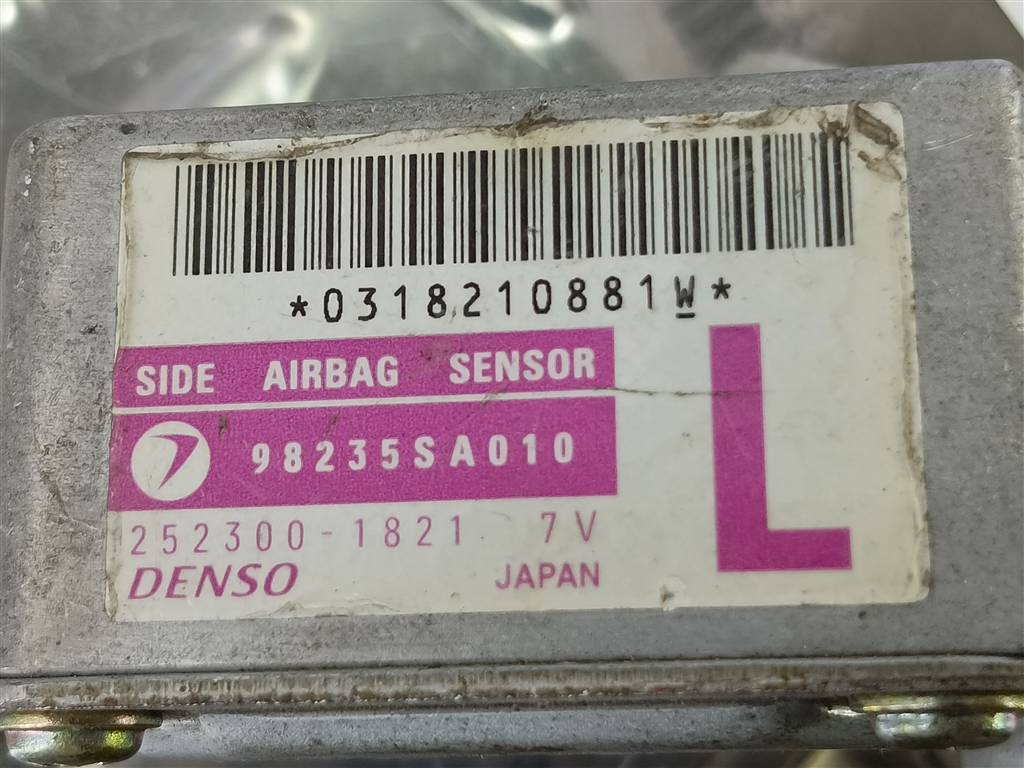 *0318210881W*
SIDE AIRBAG SENSOR
98235SA010
L
252300-1821 7V
DENSO JAPAN